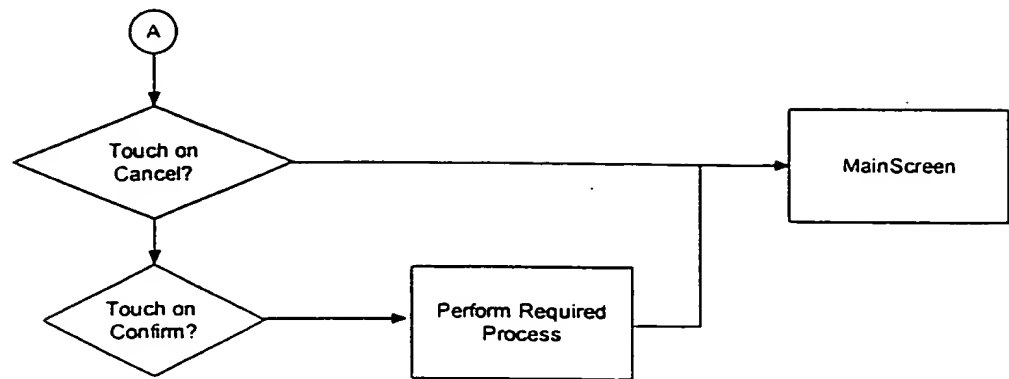 A
Touch on
Cancel?
MainScreen
Touch on
Confirm?
Perform Required
Process